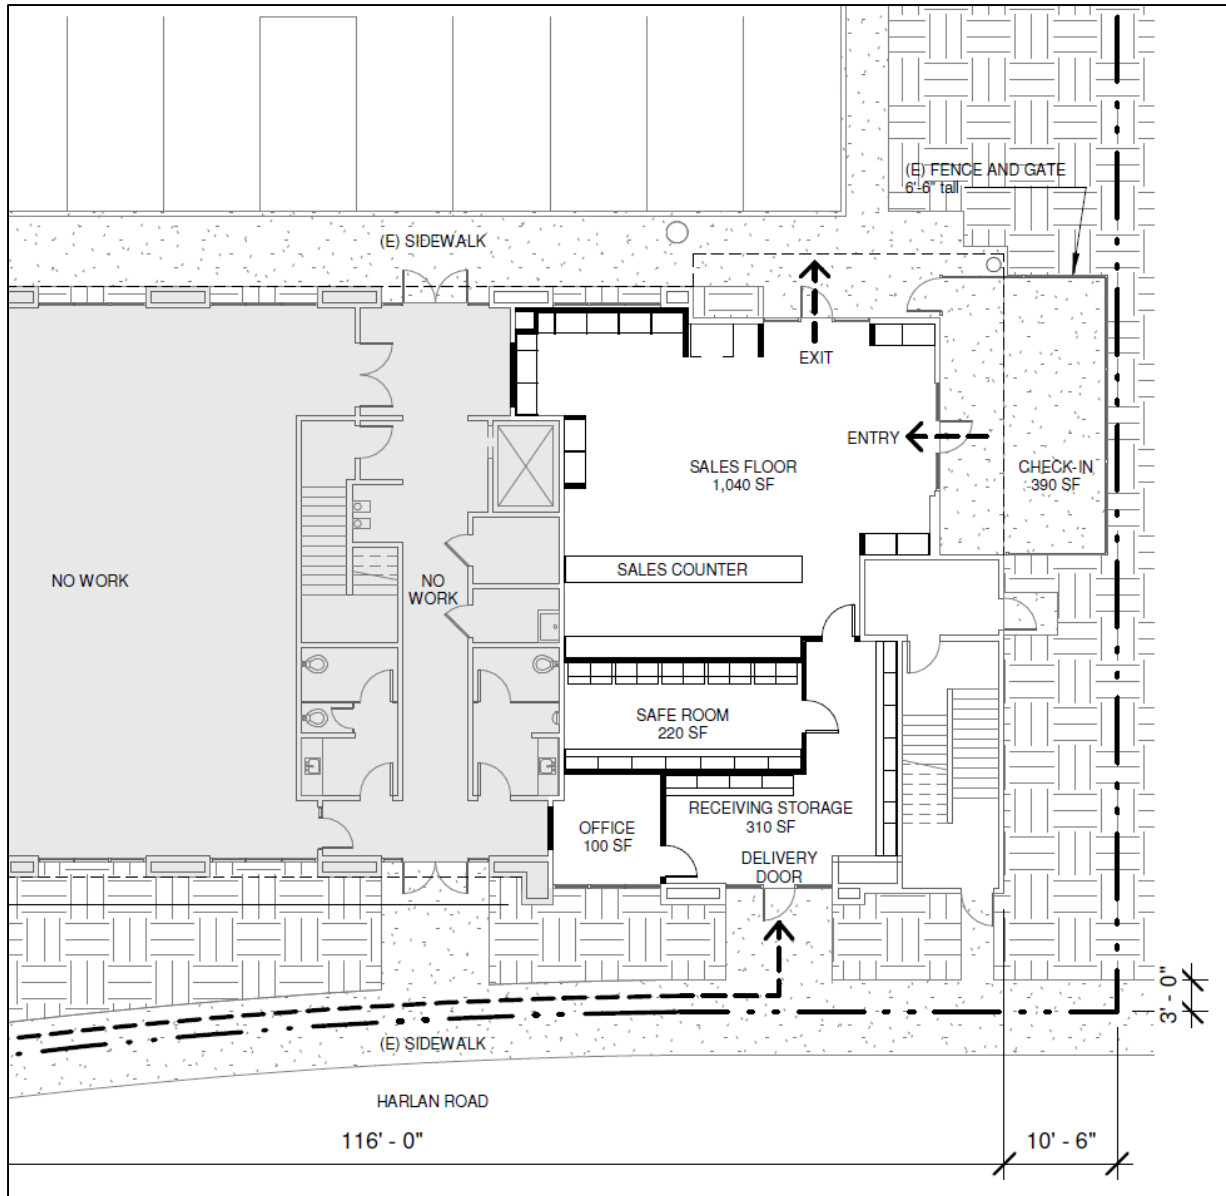 (E) FENCE AND GATE
6'-6" tall
(E) SIDEWALK
EXIT
ENTRY
SALES FLOOR
1,040 SF
CHECK-IN
390 SF
NO WORK
NO
WORK
SALES COUNTER
SAFE ROOM
220 SF
RECEIVING STORAGE
310 SF
OFFICE
100 SF
DELIVERY
DOOR
3' - 0"
(E) SIDEWALK
HARLAN ROAD
116' - 0"
10' - 6"